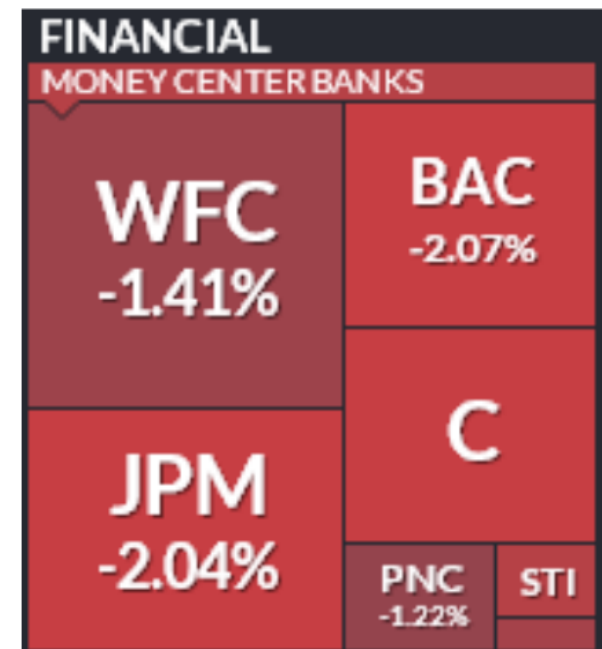 FINANCIAL
MONEY CENTER BANKS
WFC
-1.41%
BAC
-2.07%
JPM
-2.04%
C
PNC
-1.22%
STI